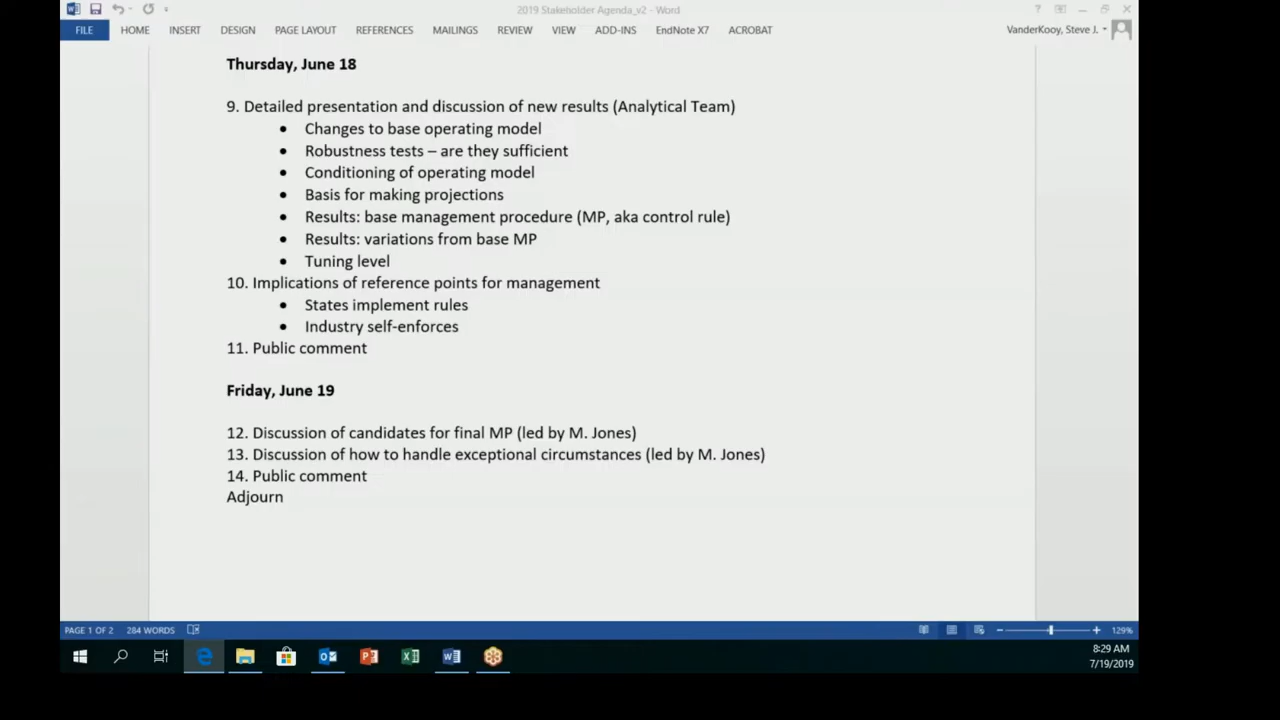 2019 Stakeholder Agenda_v2 - Word
?
FILE HOME INSERT DESIGN PAGE LAYOUT REFERENCES MAILINGS REVIEW VIEW ADD-INS EndNote X7 ACROBAT VanderKooy, Steve J.
Thursday, June 18
9. Detailed presentation and discussion of new results (Analytical Team)
• Changes to base operating model
• Robustness tests – are they sufficient
• Conditioning of operating model
• Basis for making projections
• Results: base management procedure (MP, aka control rule)
• Results: variations from base MP
• Tuning level
10. Implications of reference points for management
• States implement rules
• Industry self-enforces
11. Public comment
Friday, June 19
12. Discussion of candidates for final MP (led by M. Jones)
13. Discussion of how to handle exceptional circumstances (led by M. Jones)
14. Public comment
Adjourn
PAGE 1 OF 2 284 WORDS 129%
8:29 AM
7/19/2019